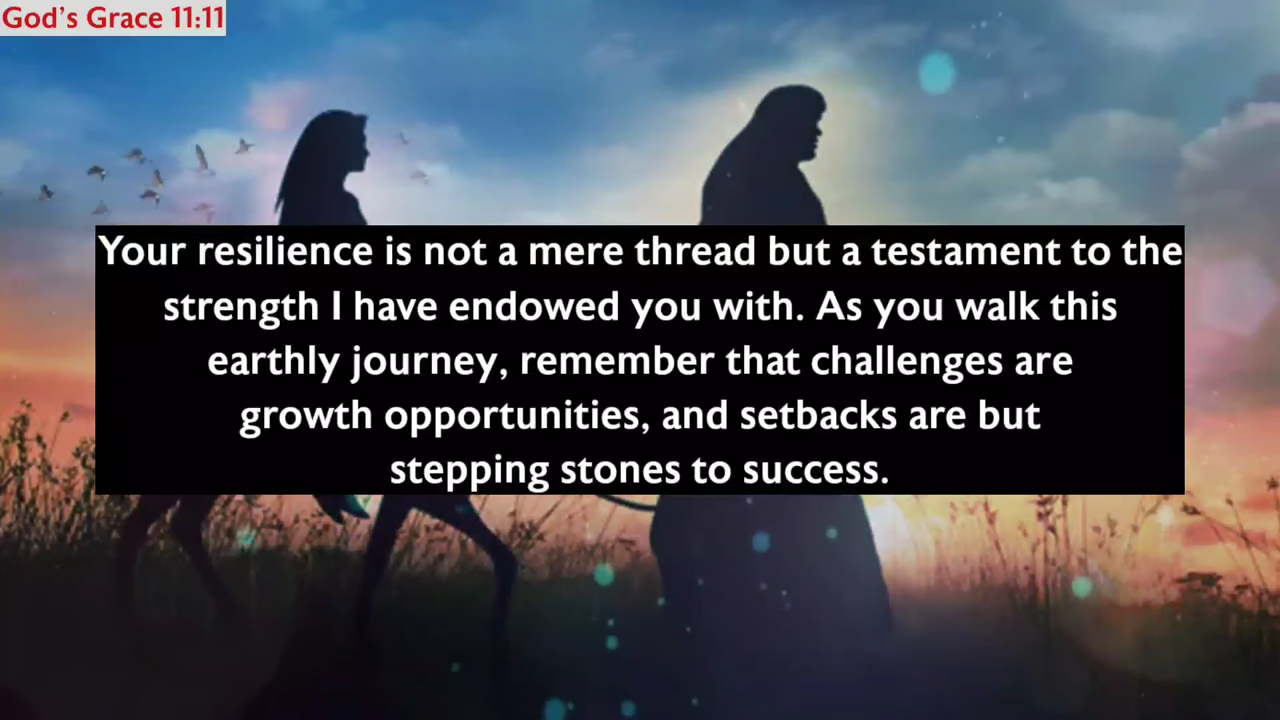 God's Grace 11:11
Your resilience is not a mere thread but a testament to the
strength I have endowed you with. As you walk this
earthly journey, remember that challenges are
growth opportunities, and setbacks are but
stepping stones to success.